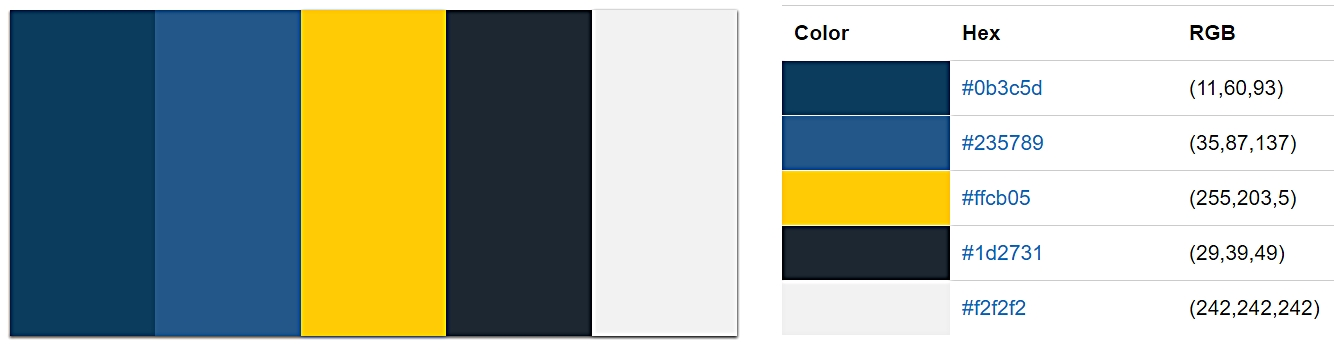 Color Hex RGB
#0b3c5d (11,60,93)
#235789 (35,87,137)
#ffcb05 (255,203,5)
#1d2731 (29,39,49)
#f2f2f2 (242,242,242)